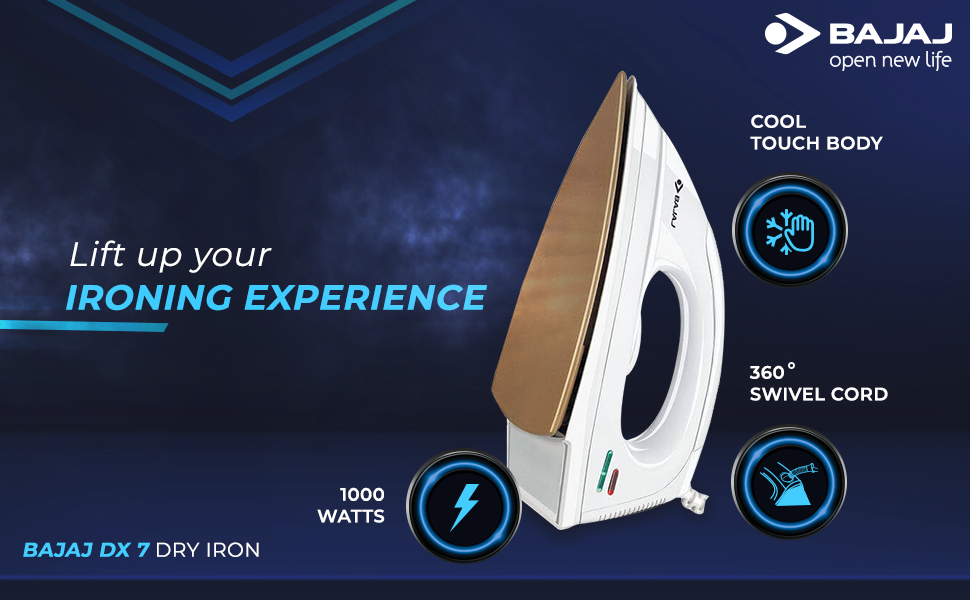 BAJAJ
open new life
COOL
TOUCH BODY
BAJAJ
Lift up your
IRONING EXPERIENCE
360°
SWIVEL CORD
1000
WATTS
BAJAJ DX 7 DRY IRON